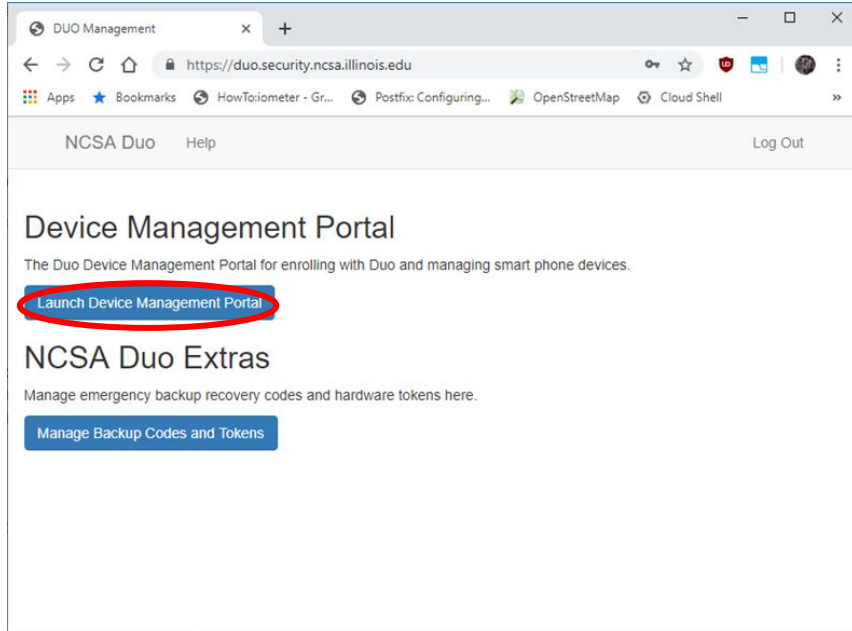 DUO Management
https://duo.security.ncsa.illinois.edu
Apps Bookmarks HowTo:iometer - Gr... Postfix: Configuring... OpenStreetMap Cloud Shell »
NCSA Duo Help Log Out
Device Management Portal
The Duo Device Management Portal for enrolling with Duo and managing smart phone devices.
Launch Device Management Portal
NCSA Duo Extras
Manage emergency backup recovery codes and hardware tokens here.
Manage Backup Codes and Tokens